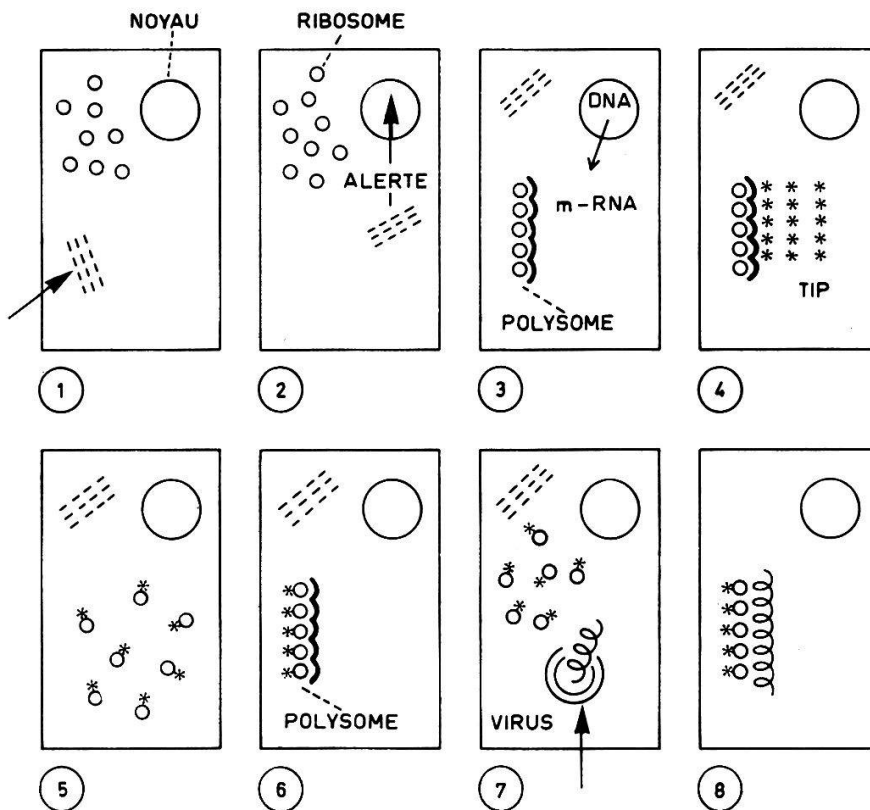 NOYAU
RIBOSOME
ALERTE
DNA
m-RNA
POLYSOME
TIP
1
2
3
4
POLYSOME
VIRUS
5
6
7
8